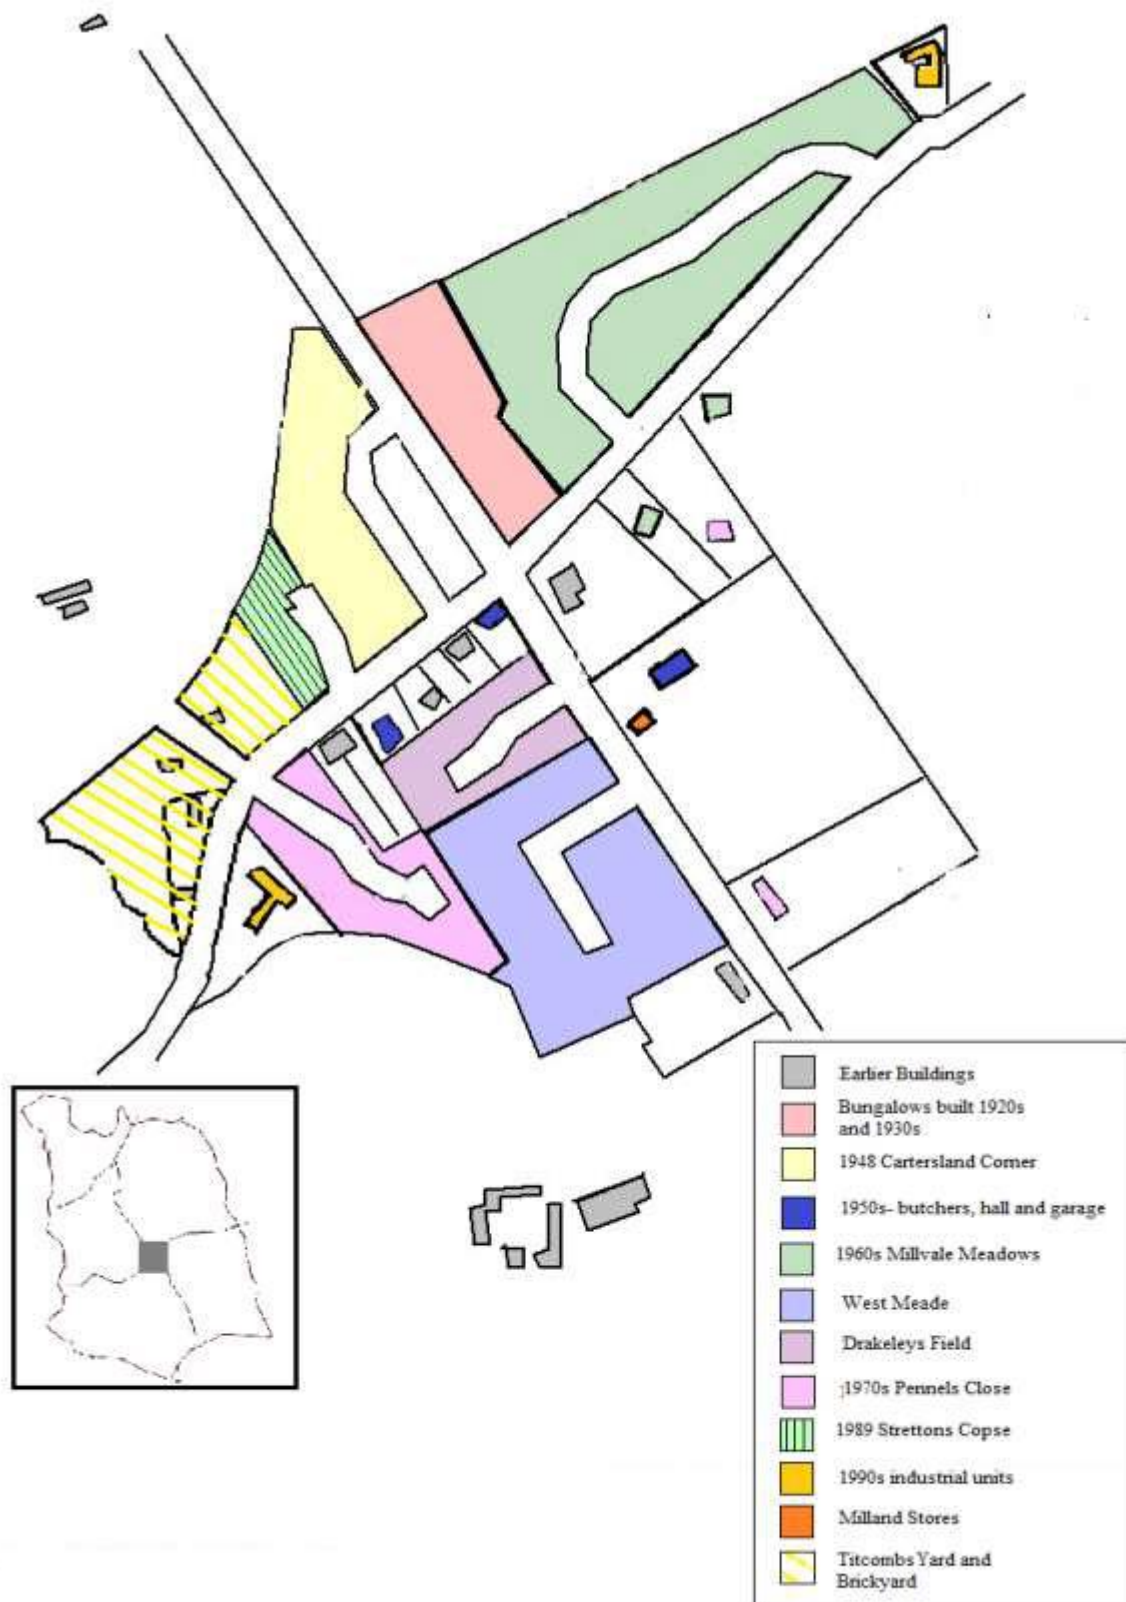 Earlier Buildings
Bungalows built 1920s
and 1930s
1948 Cartersland Corner
1950s- butchers, hall and garage
1960s Millvale Meadows
West Meade
Drakeleys Field
1970s Pennels Close
1989 Strettons Copse
1990s industrial units
Milland Stores
Titcombs Yard and
Brickyard